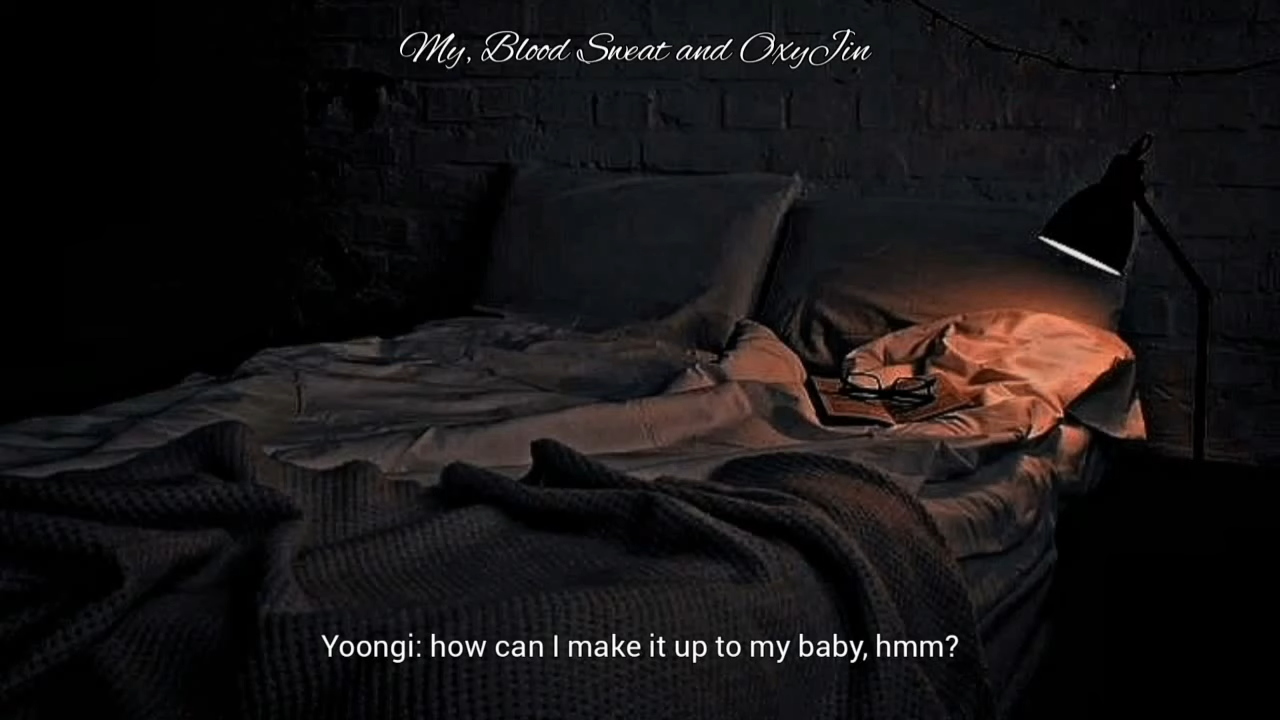 My, Blood Sweat and OxyJin
Yoongi: how can I make it up to my baby, hmm?